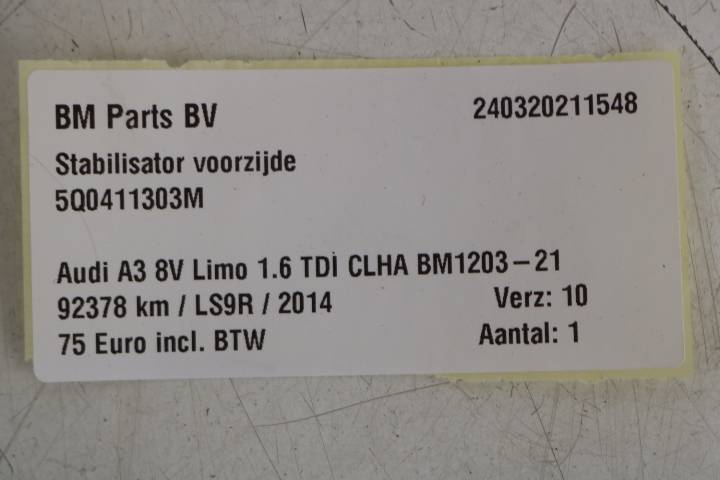 BM Parts BV 240320211548
Stabilisator voorzijde
5Q0411303M
Audi A3 8V Limo 1.6 TDI CLHA BM1203-21
92378 km / LS9R / 2014 Verz: 10
75 Euro incl. BTW Aantal: 1